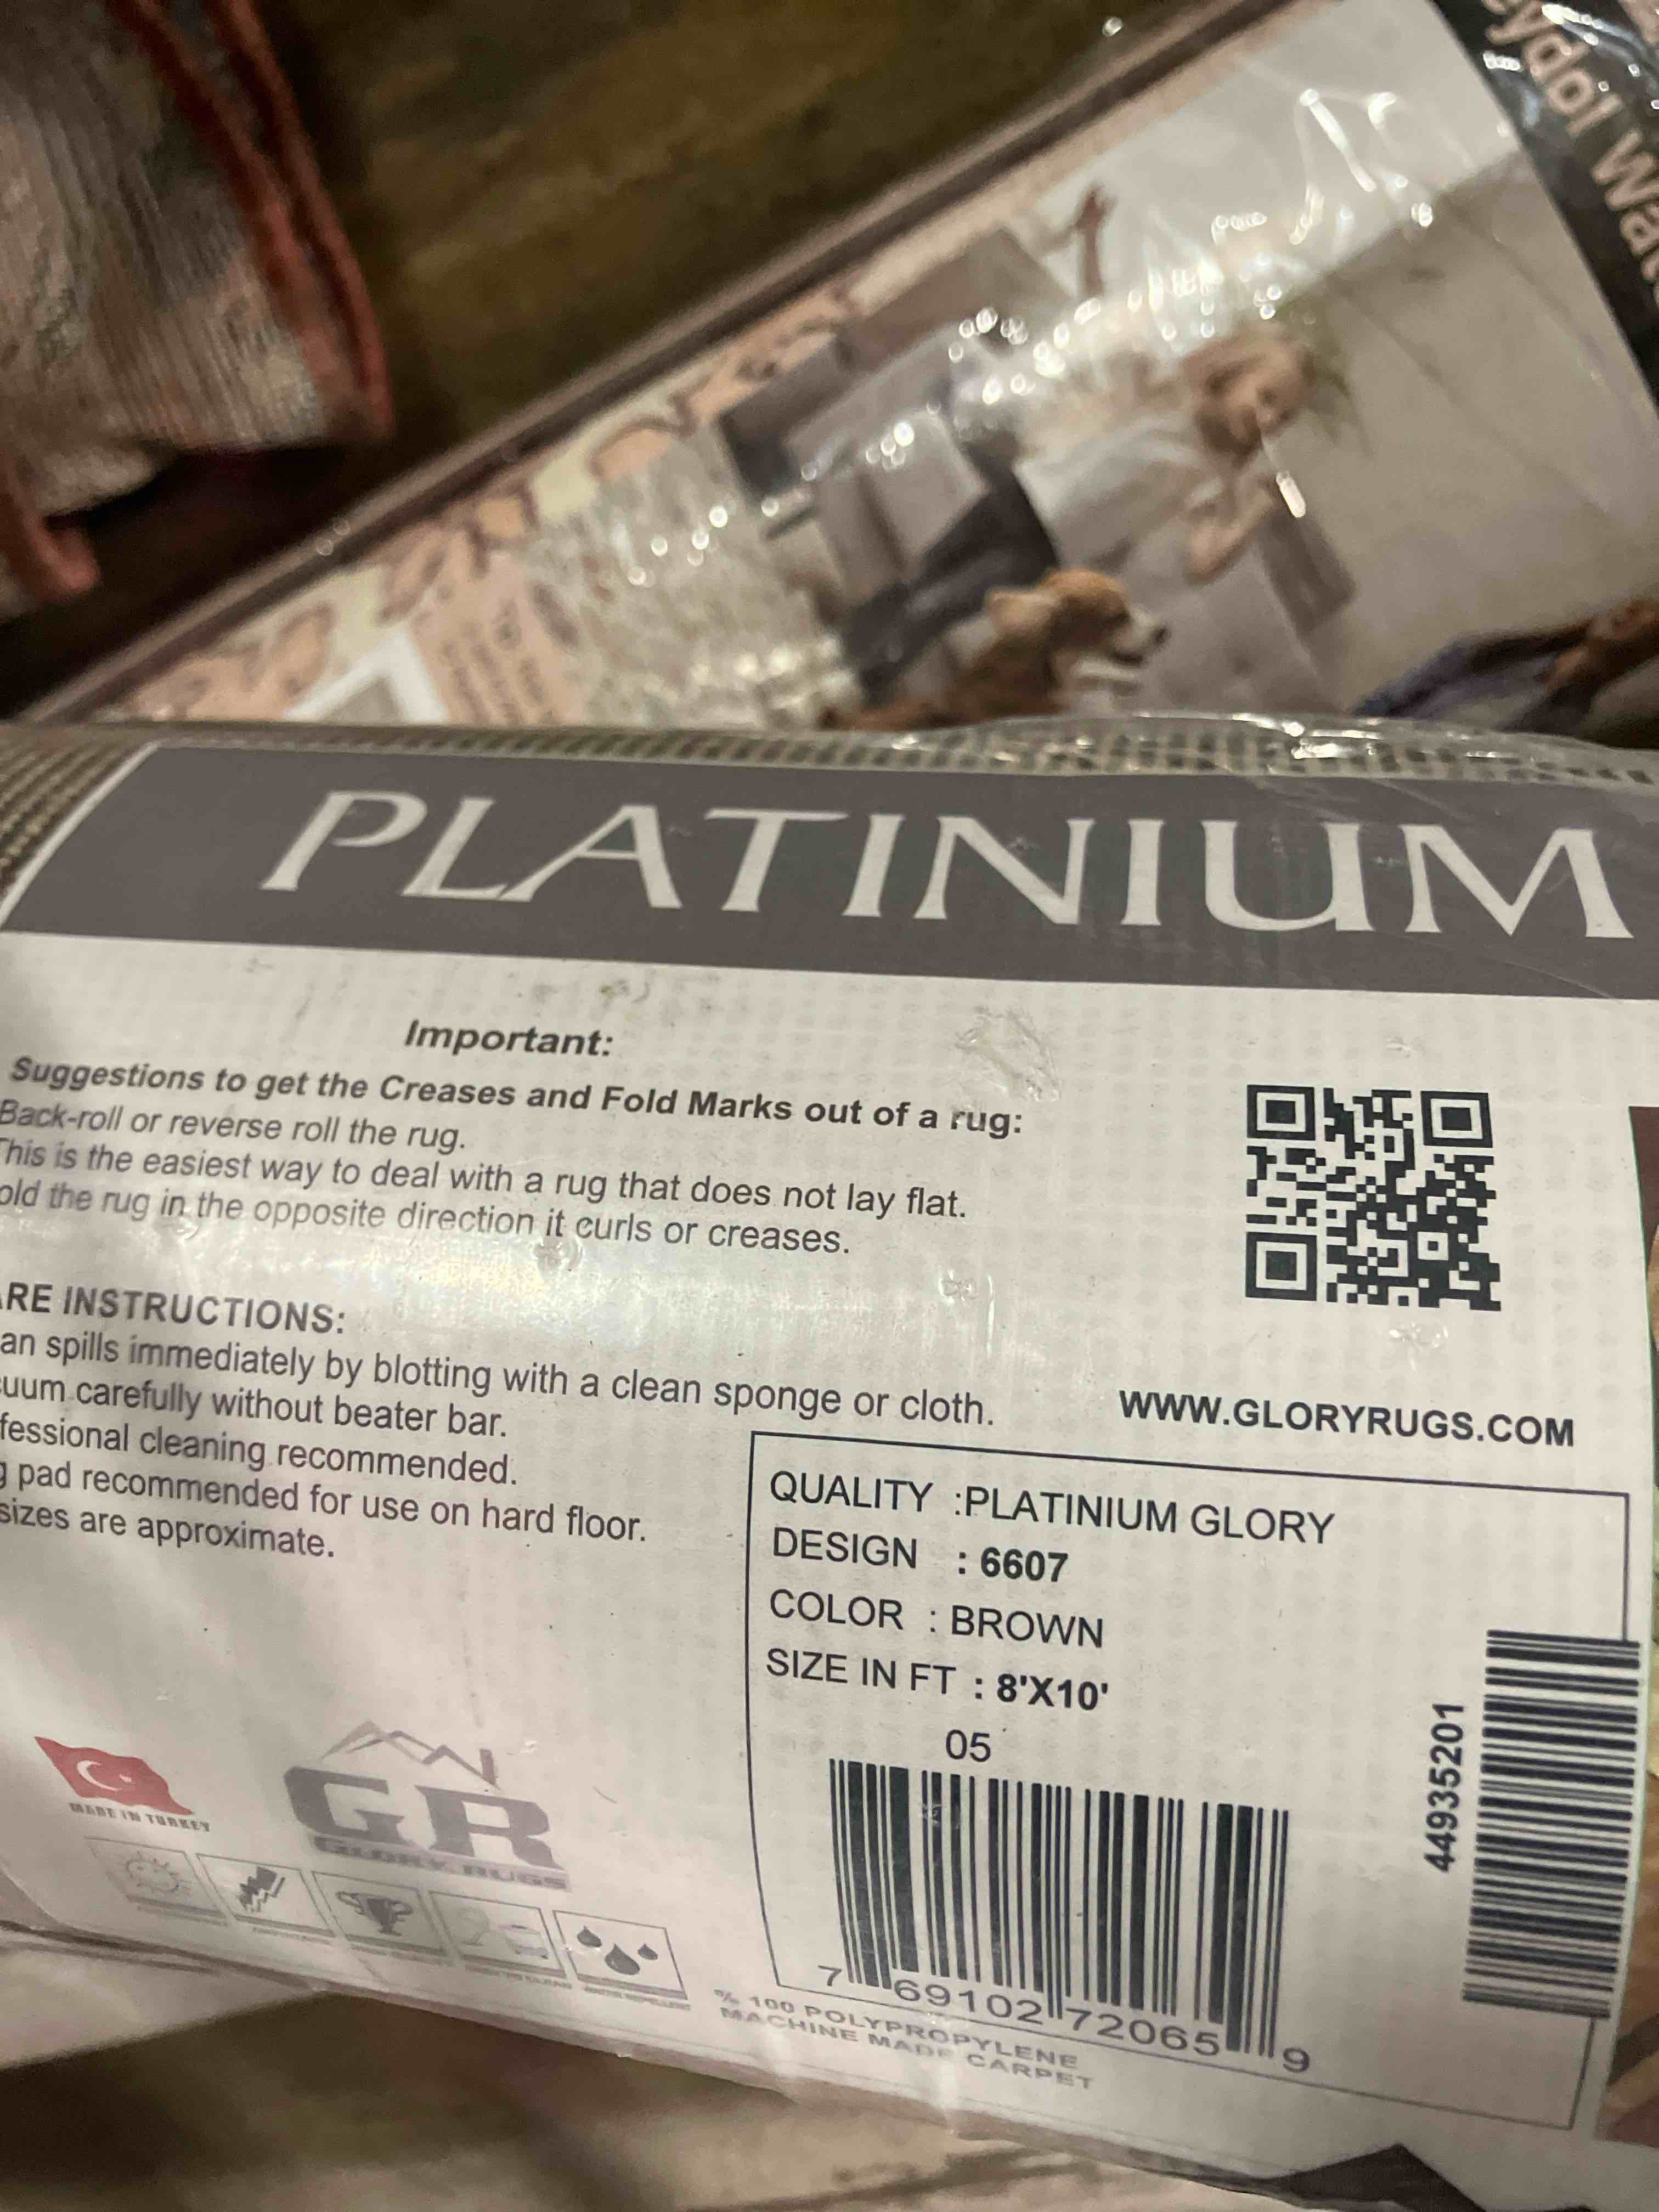 PLATINIUM
Important:
Suggestions to get the Creases and Fold Marks out of a rug:
Back-roll or reverse roll the rug.
This is the easiest way to deal with a rug that does not lay flat.
old the rug in the opposite direction it curls or creases.
ARE INSTRUCTIONS:
an spills immediately by blotting with a clean sponge or cloth.
uum carefully without beater bar.
fessional cleaning recommended.
g pad recommended for use on hard floor.
sizes are approximate.
WWW.GLORYRUGS.COM
QUALITY :PLATINIUM GLORY
DESIGN : 6607
COLOR : BROWN
SIZE IN FT : 8'X10'
05
7 69102 72065 9
44935201
MADE IN TURKEY
GR
GLORY RUGS
% 100 POLYPROPYLENE
MACHINE MADE CARPET